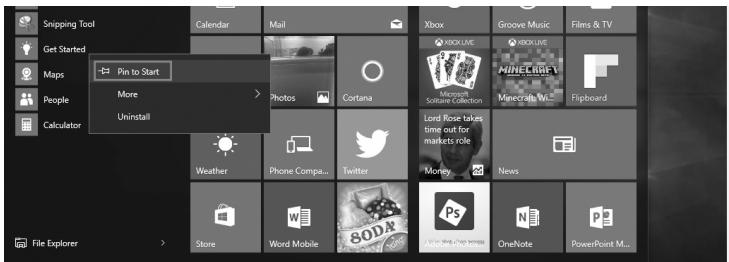 Snipping Tool
Get Started
Maps
People
Calculator
File Explorer
Pin to Start
More
Uninstall
Calendar
Mail
Photos
Cortana
Weather
Phone Compa...
Twitter
Store
Word Mobile
SODA
Xbox
Groove Music
Films & TV
XBOX LIVE
Microsoft
Solitaire Collection
XBOX LIVE
MINECRAFT
Minecraft: Wi...
Flipboard
Lord Rose takes
time out for
markets role
Money
News
Ps
OneNote
N
PowerPoint M...
P
W